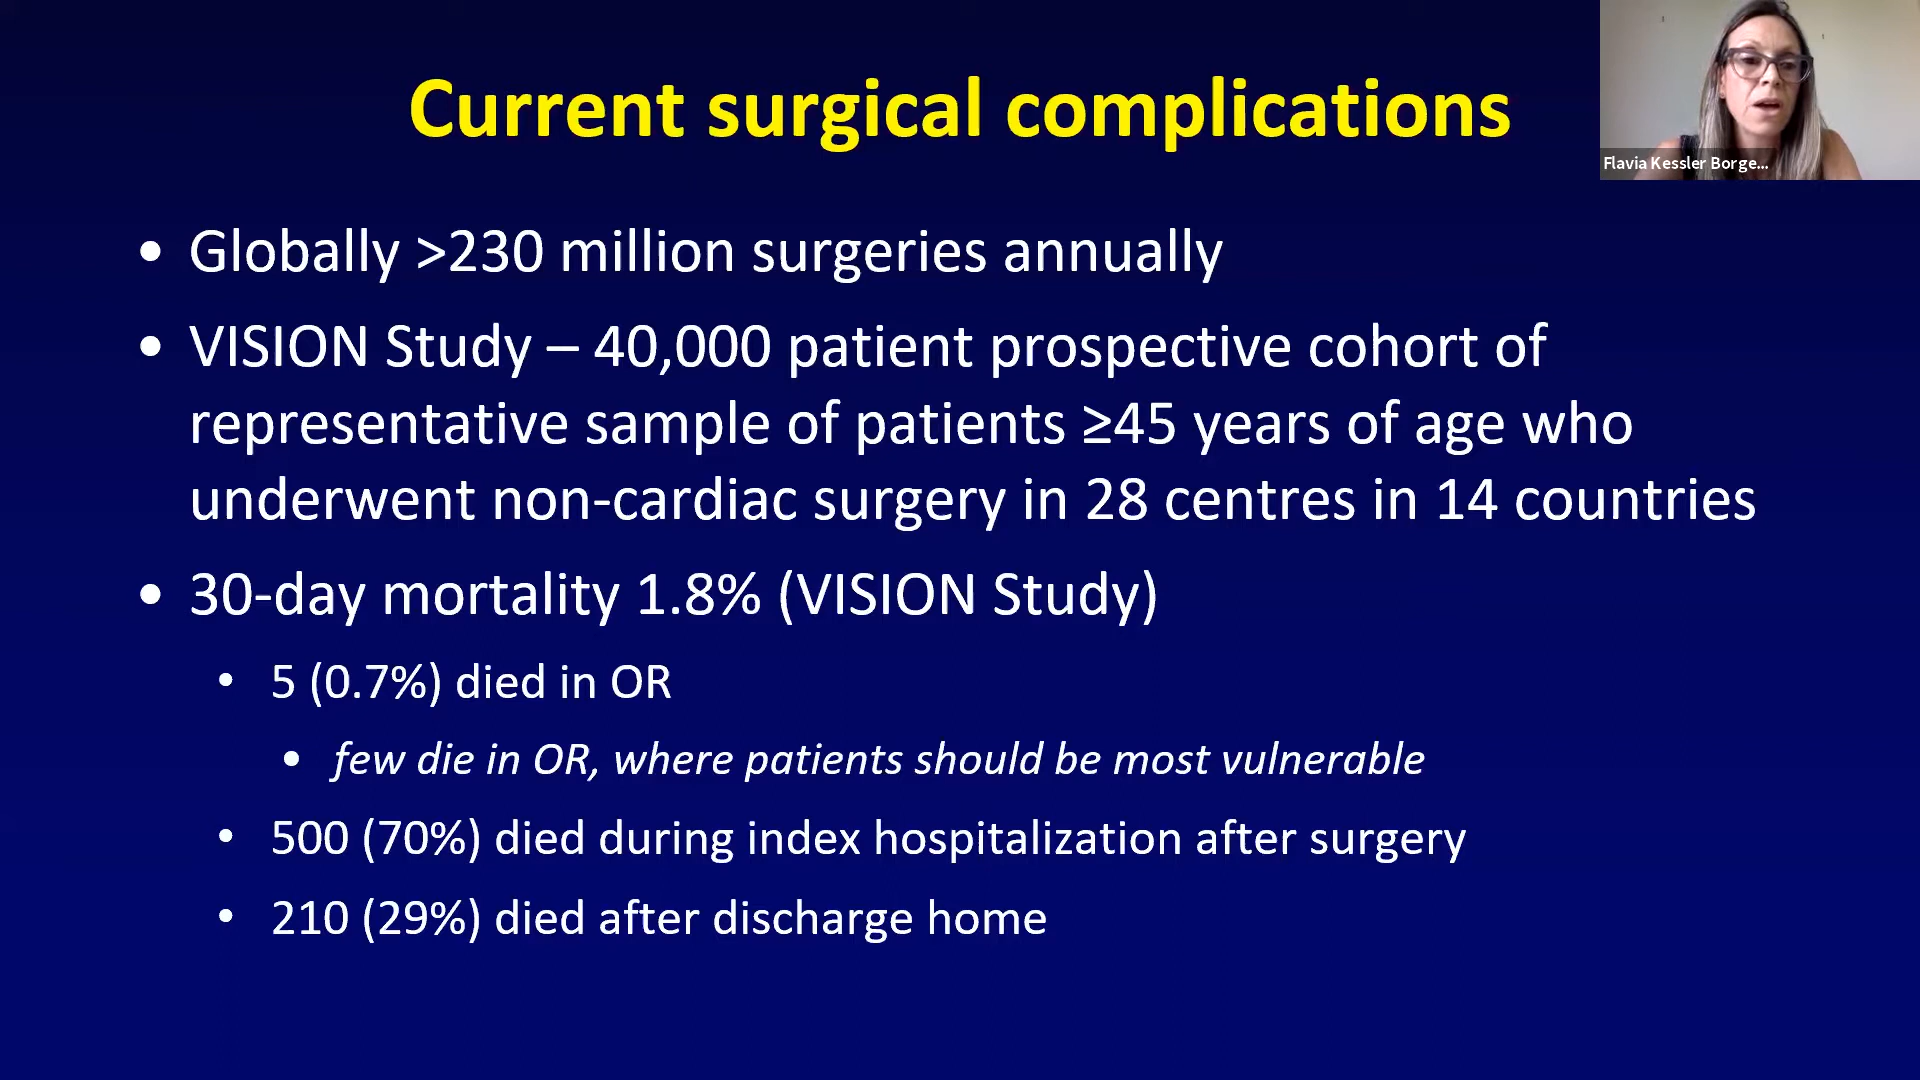 Current surgical complications
Flavia Kessler Borge...
• Globally >230 million surgeries annually
• VISION Study – 40,000 patient prospective cohort of
representative sample of patients ≥45 years of age who
underwent non-cardiac surgery in 28 centres in 14 countries
• 30-day mortality 1.8% (VISION Study)
• 5 (0.7%) died in OR
• few die in OR, where patients should be most vulnerable
• 500 (70%) died during index hospitalization after surgery
• 210 (29%) died after discharge home